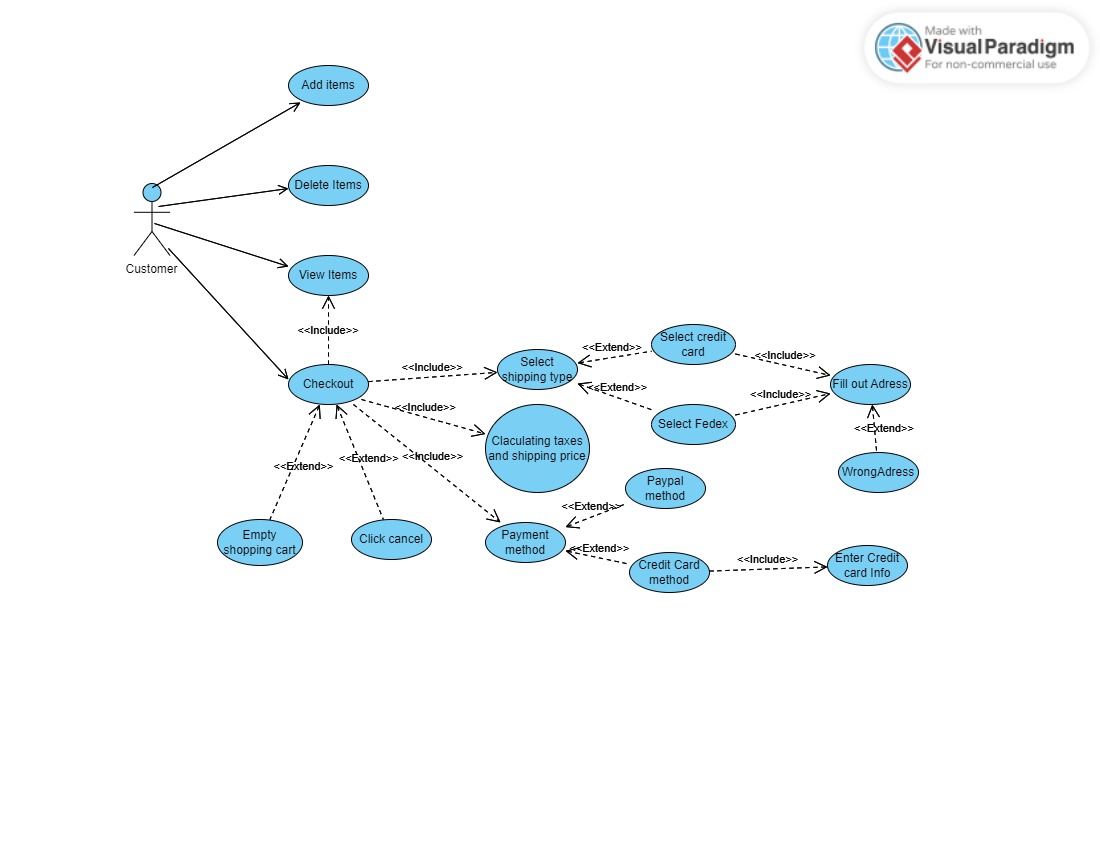 Made with
Visual Paradigm
For non-commercial use
Add items
Delete Items
Customer
View Items
<<Include>>
Checkout
<<Include>>
Select
shipping type
<<Extend>>
Select credit
card
<<Include>>
Fill out Adress
<<Extend>>
Select Fedex
<<Include>>
<<Include>>
Claculating taxes
and shipping price
<<Extend>>
WrongAdress
<<Extend>>
<<Extend>>
<<Include>>
Paypal
method
<<Extend>>
Empty
shopping cart
Click cancel
Payment
method
<<Extend>>
Credit Card
method
<<Include>>
Enter Credit
card Info